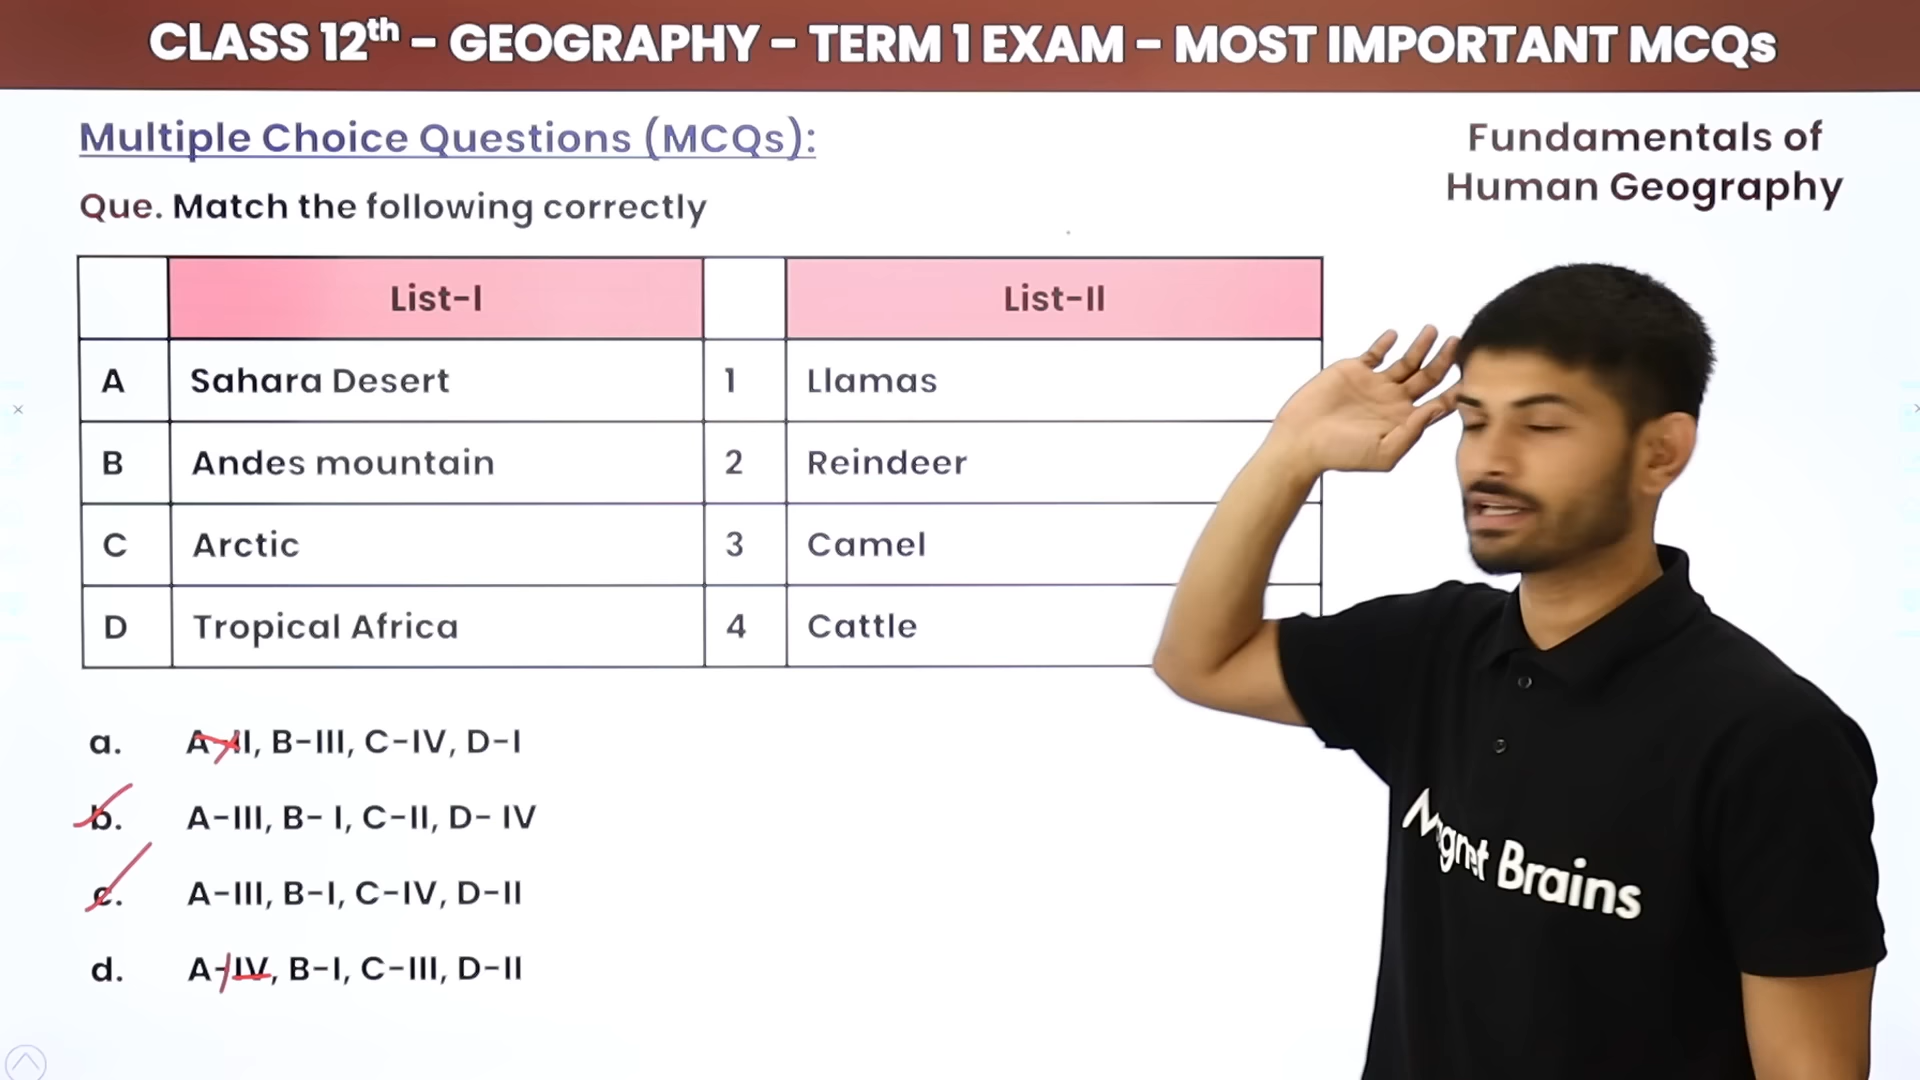 CLASS 12th – GEOGRAPHY – TERM 1 EXAM – MOST IMPORTANT MCQs
Multiple Choice Questions (MCQs):
Fundamentals of
Human Geography
Que. Match the following correctly
List-I List-II
A Sahara Desert 1 Llamas
B Andes mountain 2 Reindeer
C Arctic 3 Camel
D Tropical Africa 4 Cattle
a. A-II, B-III, C-IV, D-I
b. A-III, B- I, C-II, D- IV
c. A-III, B-I, C-IV, D-II
d. A-IV, B-I, C-III, D-II
Magnet Brains